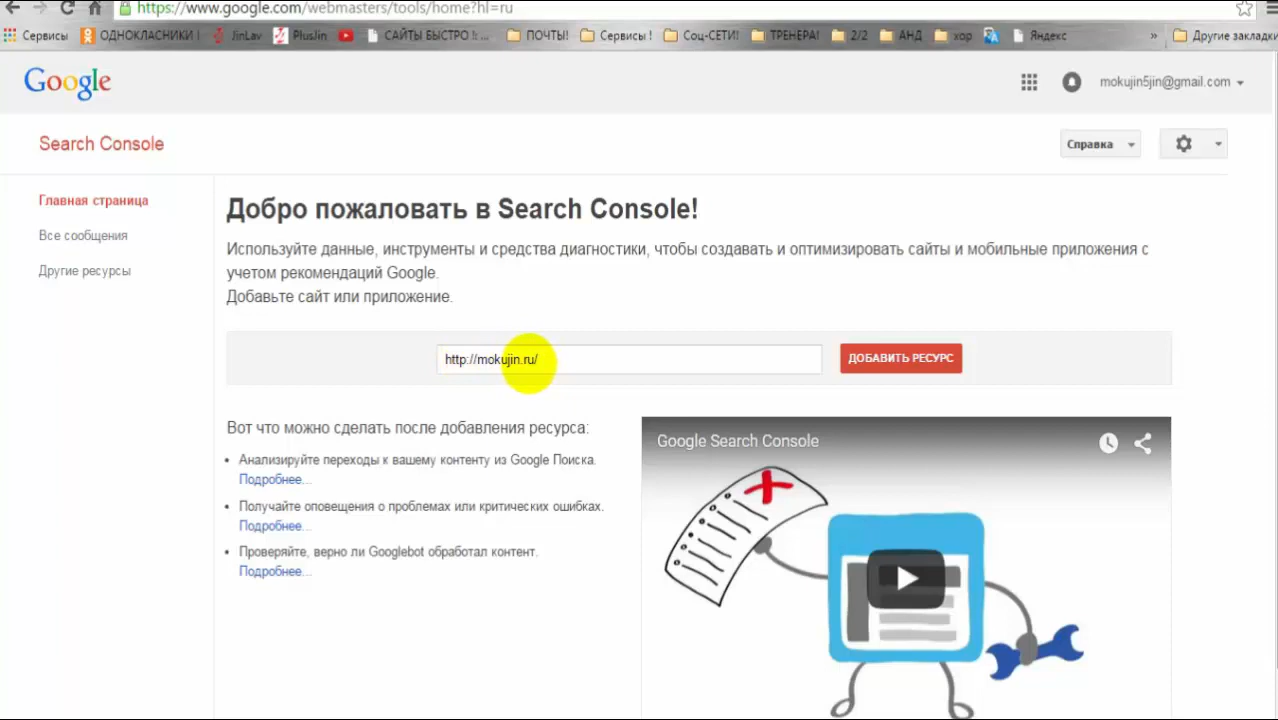 https://www.google.com/webmasters/tools/home?hl=ru
Сервисы ОДНОКЛАСНИКИ ! JinLav PlusJin САЙТЫ БЫСТРО !: ... ПОЧТЫ! Сервисы ! Соц-СЕТИ! ТРЕНЕРА! 2/2 АНД хор Яндекс » Другие закладки
Google
mokujin5jin@gmail.com
Search Console
Справка
Главная страница
Все сообщения
Другие ресурсы
Добро пожаловать в Search Console!
Используйте данные, инструменты и средства диагностики, чтобы создавать и оптимизировать сайты и мобильные приложения с
учетом рекомендаций Google.
Добавьте сайт или приложение.
http://mokujin.ru/
ДОБАВИТЬ РЕСУРС
Вот что можно сделать после добавления ресурса:
Анализируйте переходы к вашему контенту из Google Поиска.
Подробнее...
Получайте оповещения о проблемах или критических ошибках.
Подробнее...
Проверяйте, верно ли Googlebot обработал контент.
Подробнее...
Google Search Console